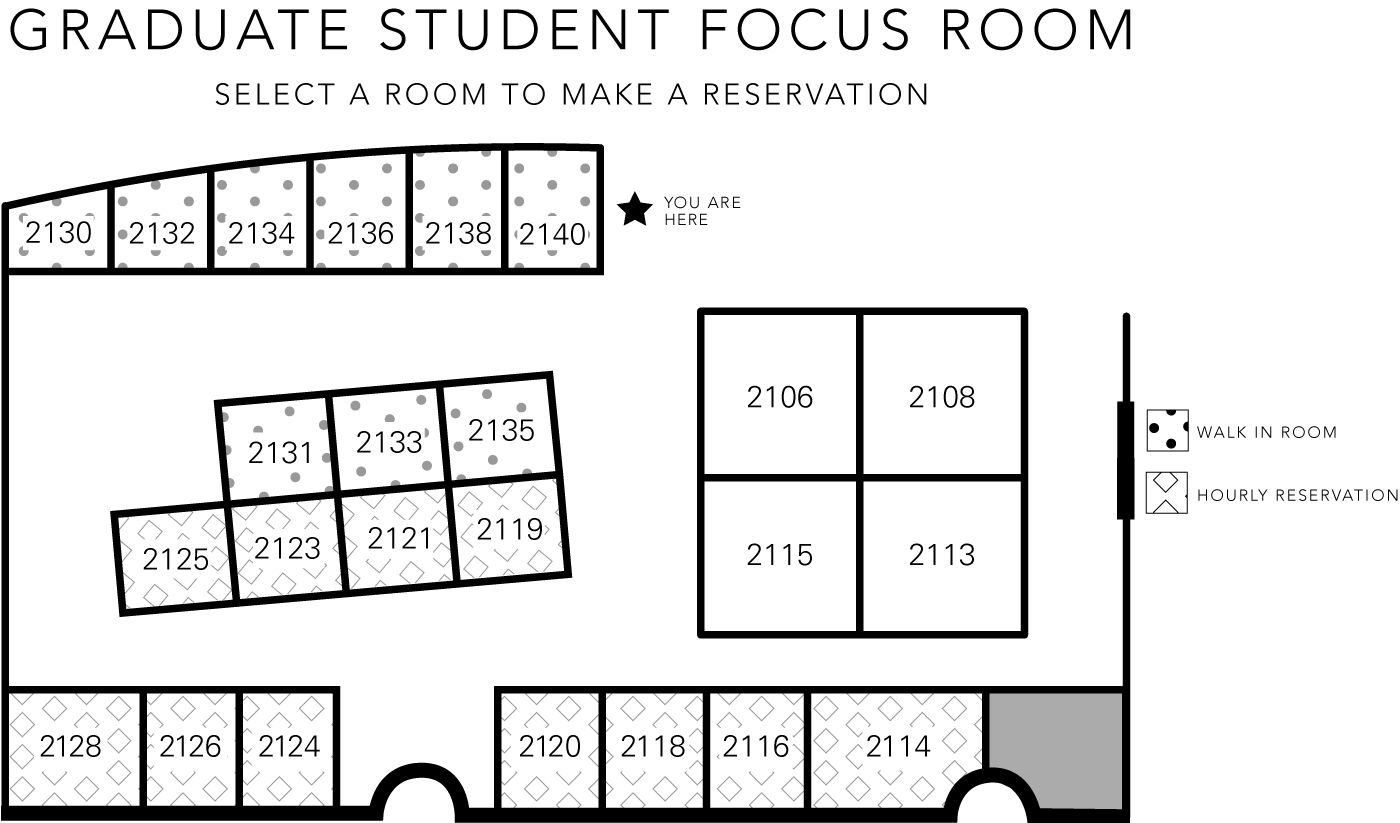 GRADUATE STUDENT FOCUS ROOM
SELECT A ROOM TO MAKE A RESERVATION
2130 2132 2134 2136 2138 2140
YOU ARE
HERE
2106 2108
2131 2133 2135
WALK IN ROOM
HOURLY RESERVATION
2125 2123 2121 2119
2115 2113
2128 2126 2124 2120 2118 2116 2114